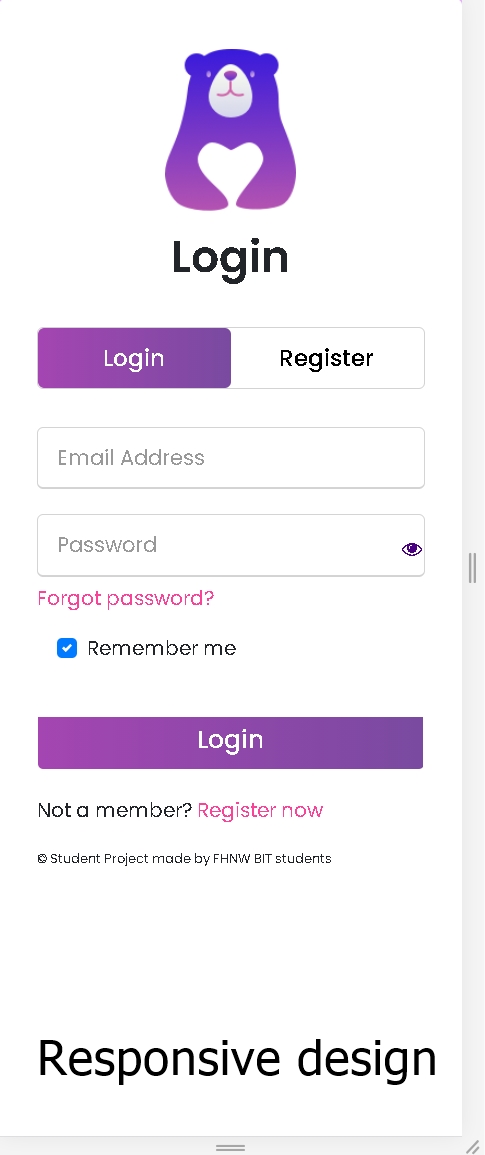 Login
Login Register
Email Address
Password
Forgot password?
Remember me
Login
Not a member? Register now
© Student Project made by FHNW BIT students
Responsive design